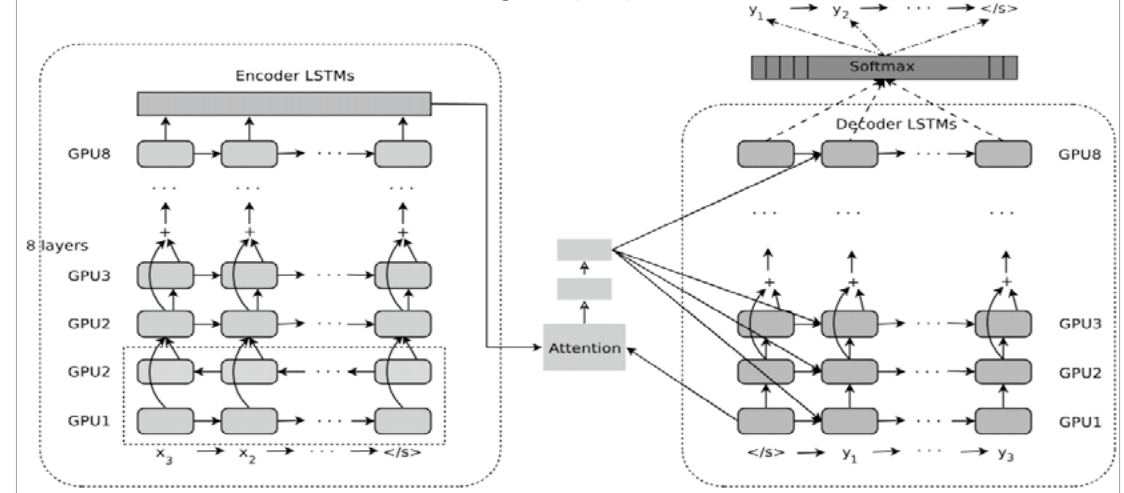 y1 y2 ... </s>
Softmax
Encoder LSTMs
Decoder LSTMs
GPU8
GPU8
... ... ...
... ... ...
+ + +
8 layers
+ + +
GPU3
GPU2
GPU3
Attention
GPU2
GPU2
GPU1
GPU1
x3 x2 ... </s>
</s> y1 ... y3